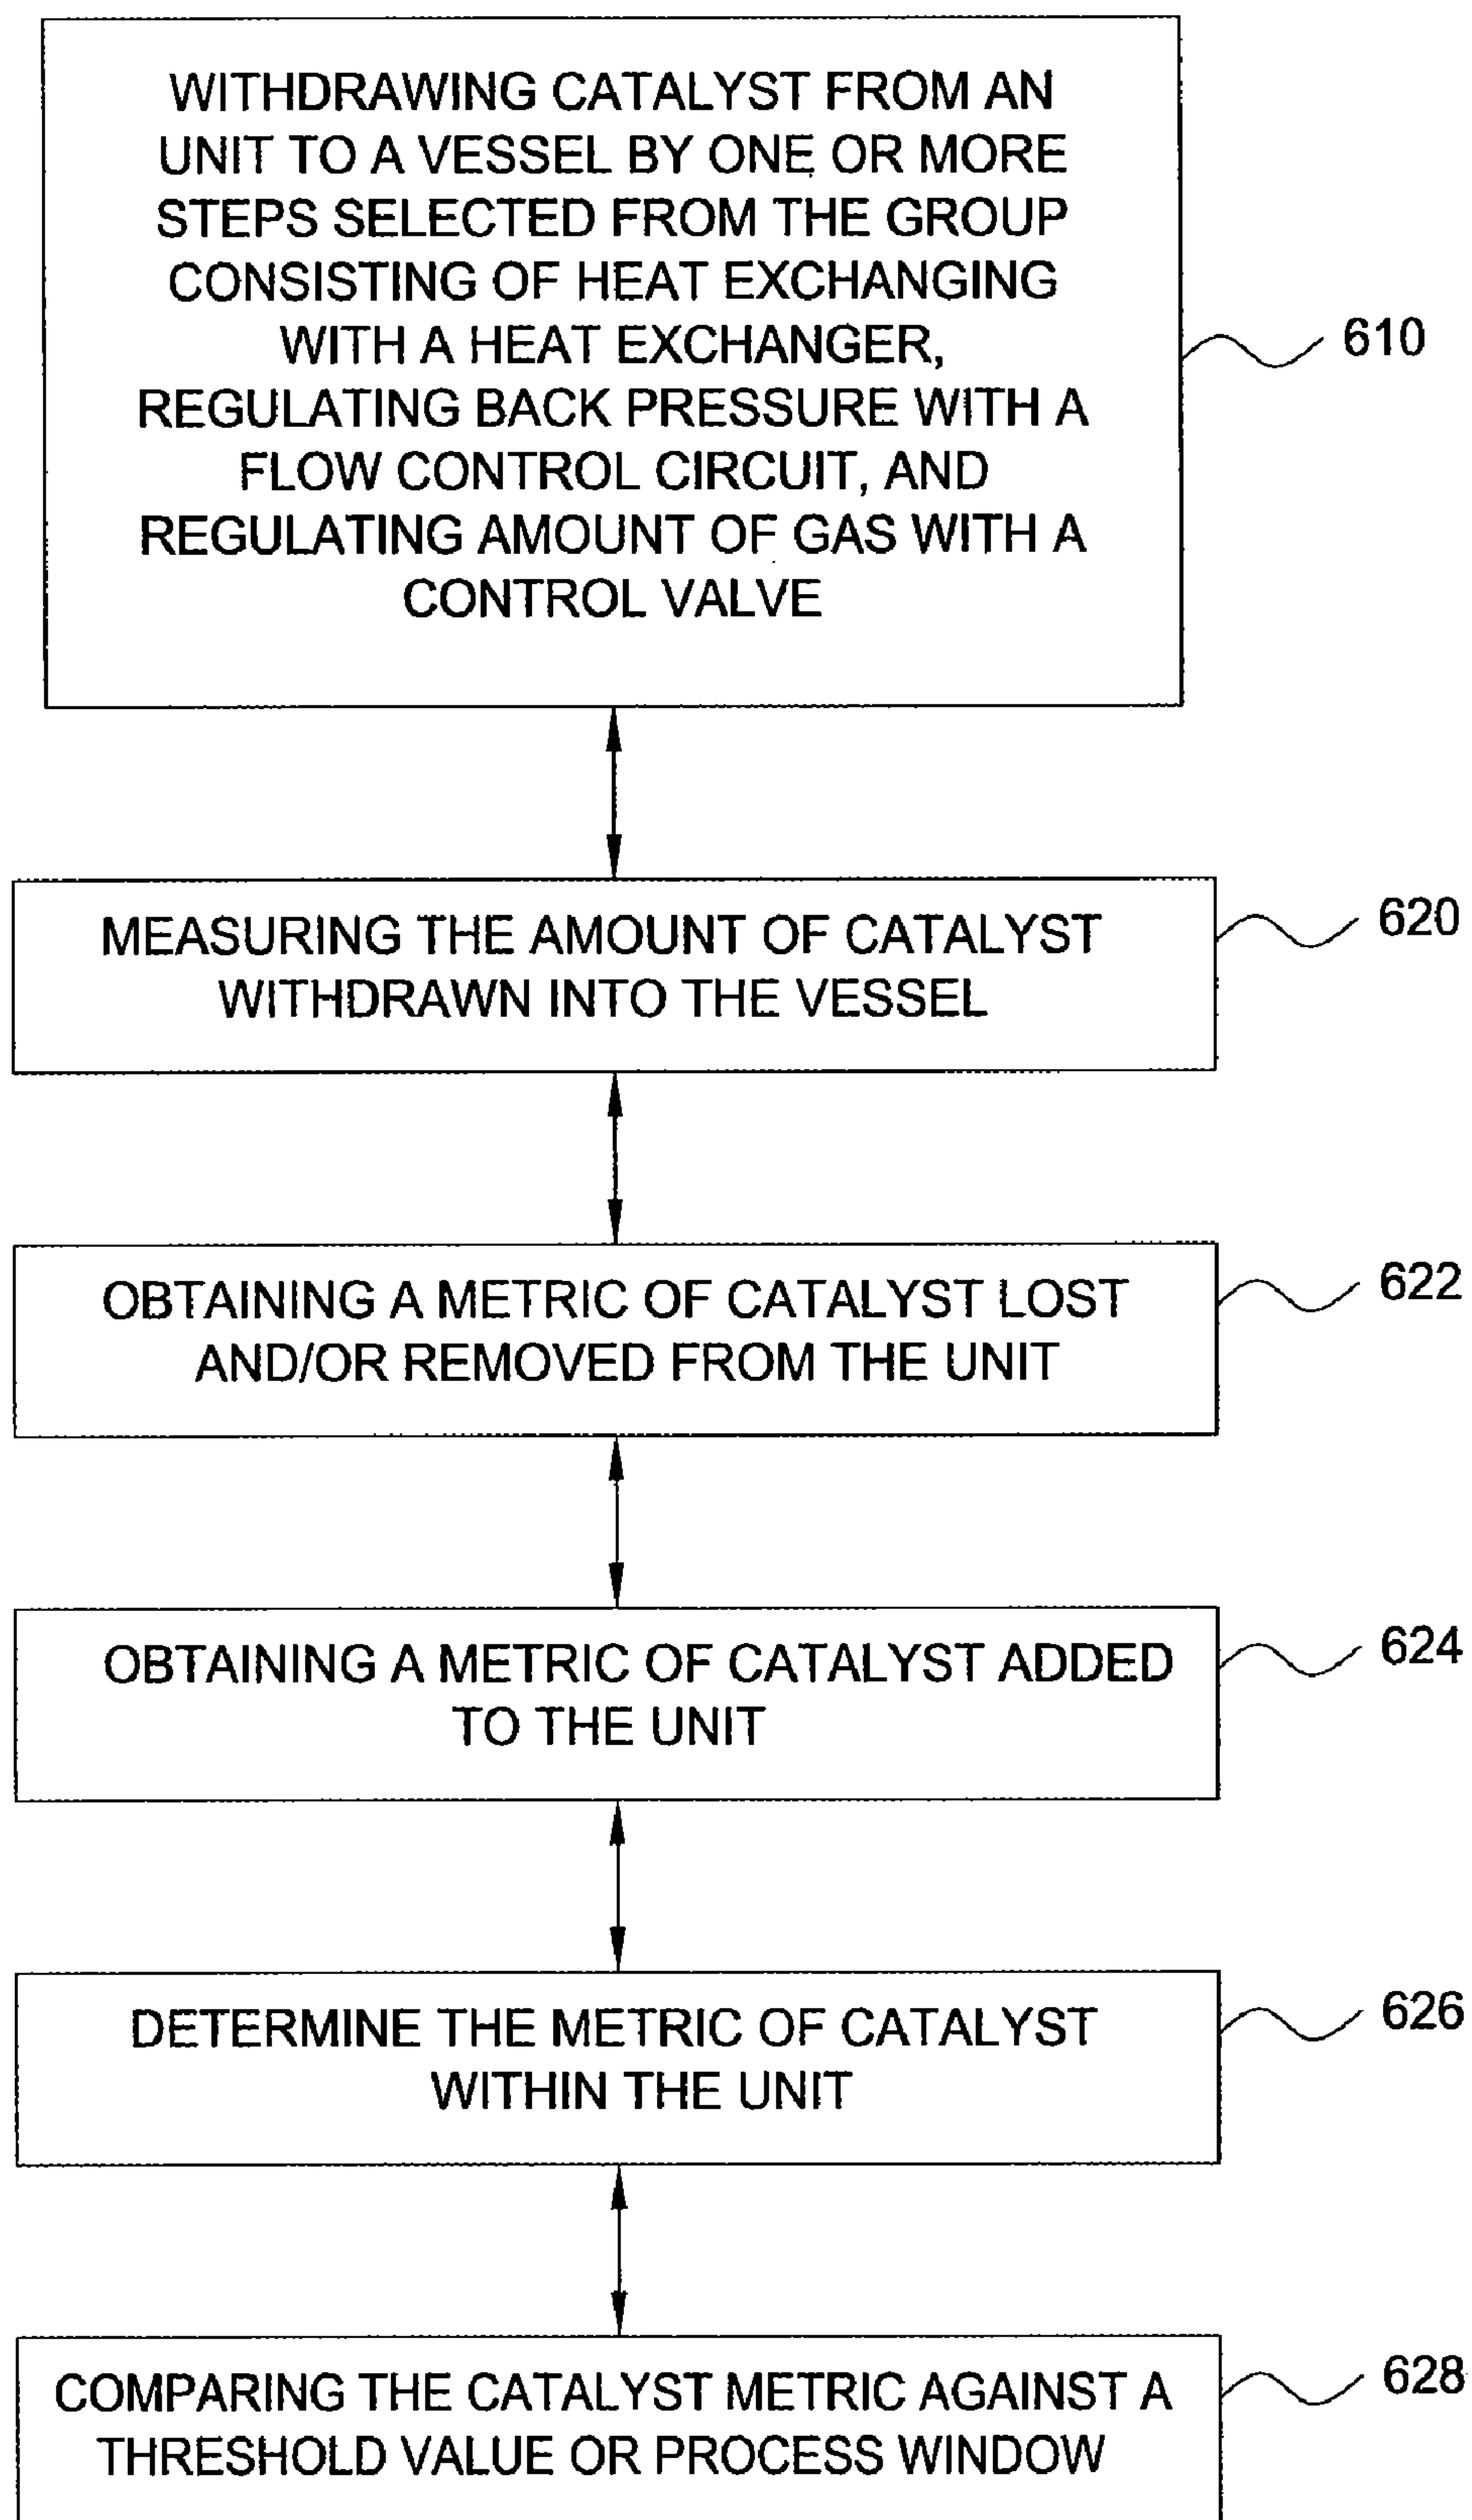 WITHDRAWING CATALYST FROM AN
UNIT TO A VESSEL BY ONE OR MORE
STEPS SELECTED FROM THE GROUP
CONSISTING OF HEAT EXCHANGING
WITH A HEAT EXCHANGER,
REGULATING BACK PRESSURE WITH A
FLOW CONTROL CIRCUIT, AND
REGULATING AMOUNT OF GAS WITH A
CONTROL VALVE
610
MEASURING THE AMOUNT OF CATALYST
WITHDRAWN INTO THE VESSEL
620
OBTAINING A METRIC OF CATALYST LOST
AND/OR REMOVED FROM THE UNIT
622
OBTAINING A METRIC OF CATALYST ADDED
TO THE UNIT
624
DETERMINE THE METRIC OF CATALYST
WITHIN THE UNIT
626
COMPARING THE CATALYST METRIC AGAINST A
THRESHOLD VALUE OR PROCESS WINDOW
628